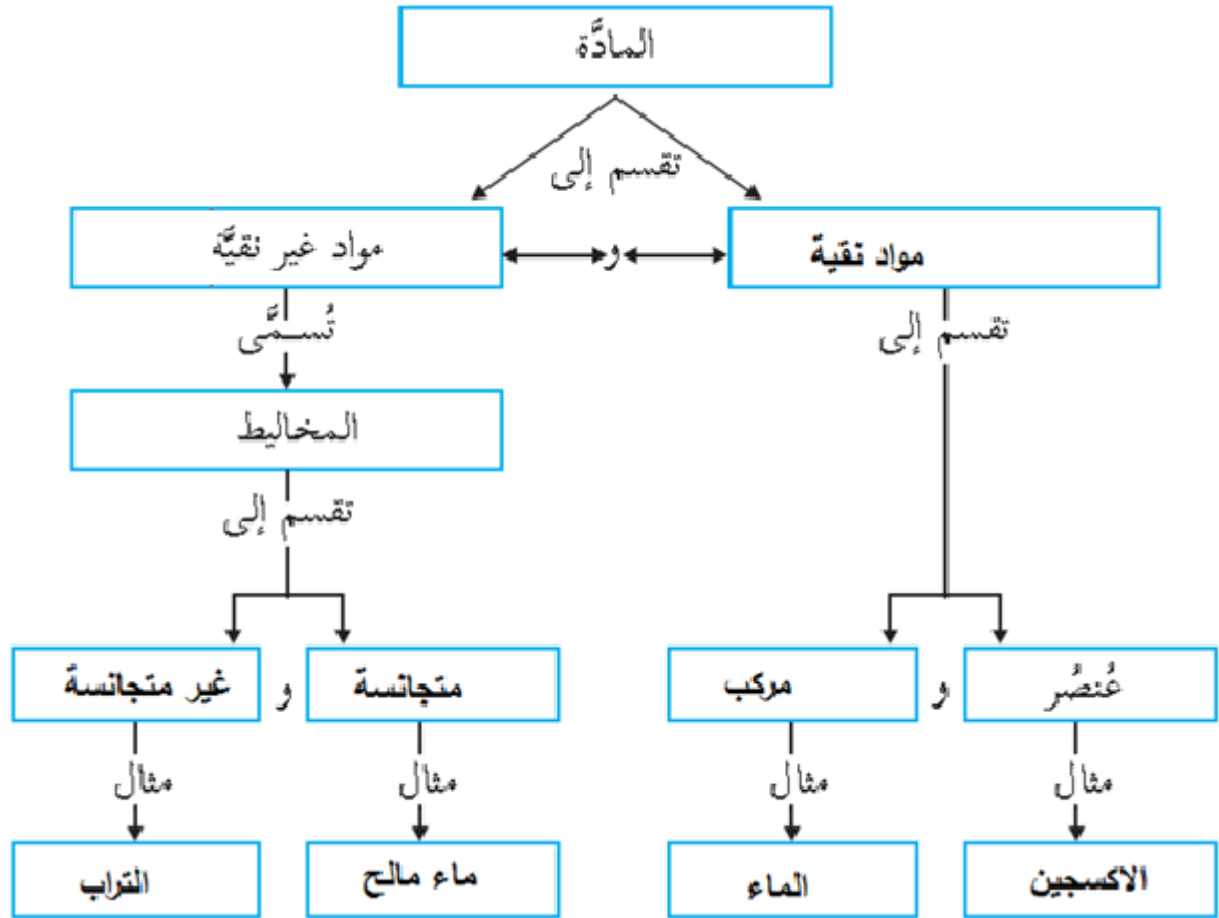 المادَّة
تقسم إلى
مواد نقية
و
مواد غير نقيَّة
تقسم إلى
تُسمَّى
المخاليط
تقسم إلى
عُنصُر
و
مركب
متجانسة
و
غير متجانسة
مثال
مثال
مثال
مثال
الاكسجين
الماء
ماء مالح
التراب